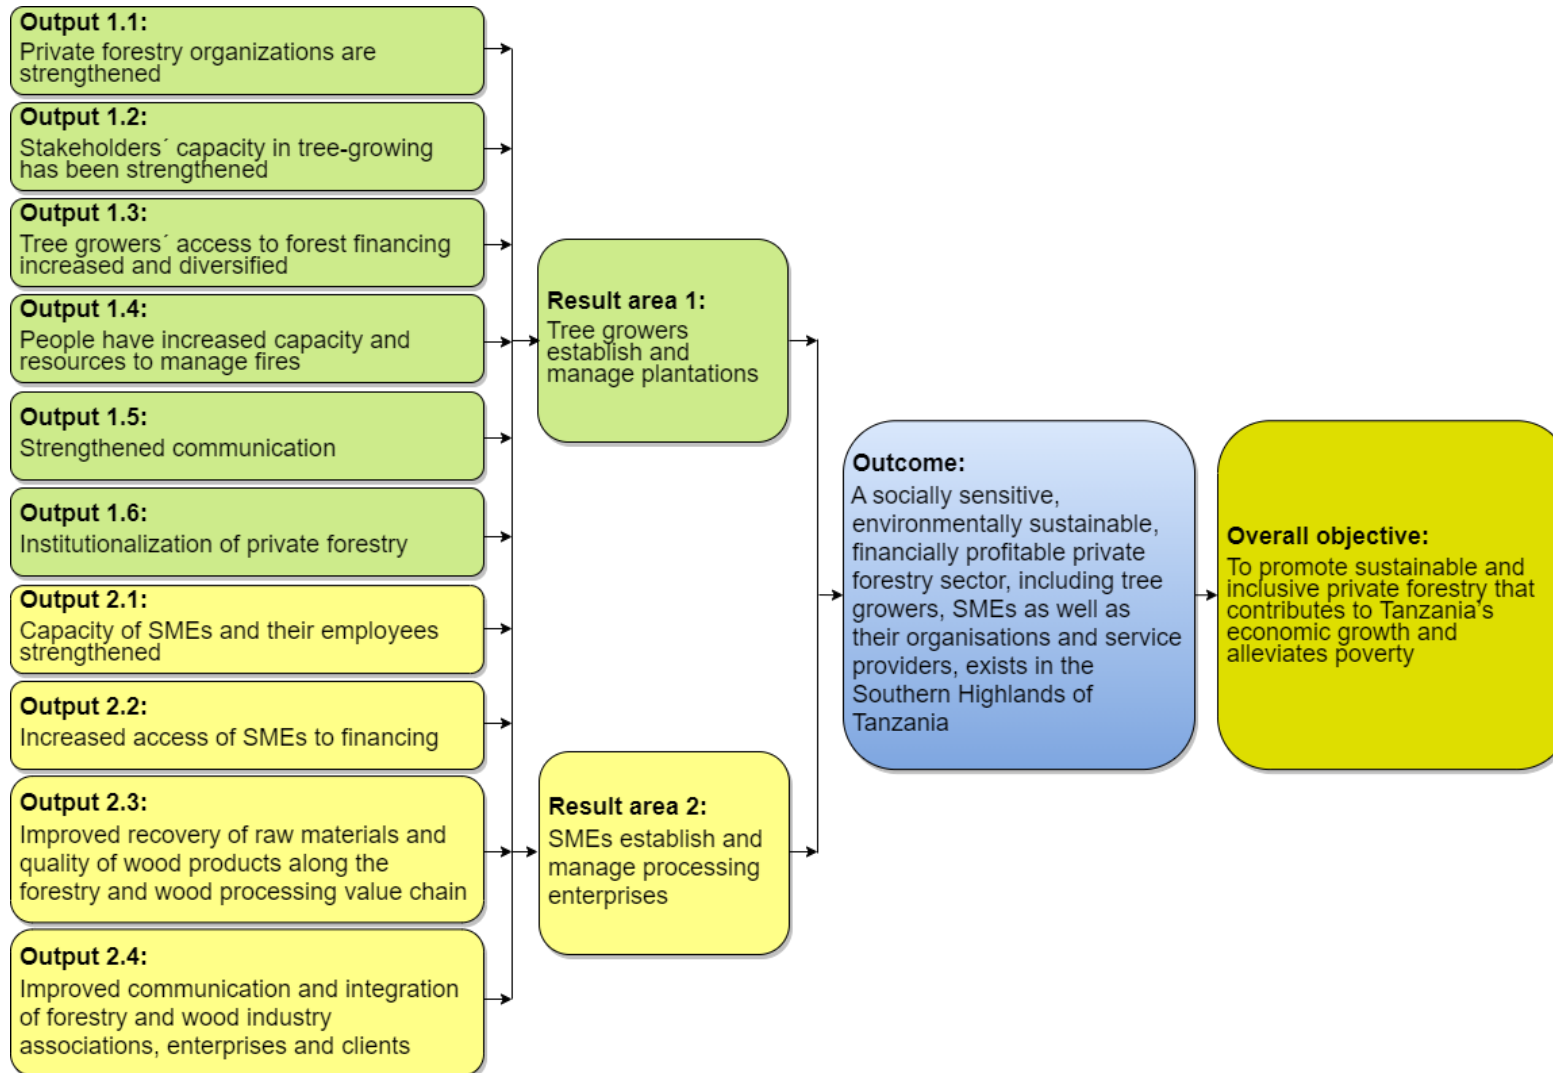 Output 1.1:
Private forestry organizations are
strengthened
Output 1.2:
Stakeholders´ capacity in tree-growing
has been strengthened
Output 1.3:
Tree growers´ access to forest financing
increased and diversified
Output 1.4:
People have increased capacity and
resources to manage fires
Output 1.5:
Strengthened communication
Output 1.6:
Institutionalization of private forestry
Output 2.1:
Capacity of SMEs and their employees
strengthened
Output 2.2:
Increased access of SMEs to financing
Output 2.3:
Improved recovery of raw materials and
quality of wood products along the
forestry and wood processing value chain
Output 2.4:
Improved communication and integration
of forestry and wood industry
associations, enterprises and clients
Result area 1:
Tree growers
establish and
manage plantations
Result area 2:
SMEs establish and
manage processing
enterprises
Outcome:
A socially sensitive,
environmentally sustainable,
financially profitable private
forestry sector, including tree
growers, SMEs as well as
their organisations and service
providers, exists in the
Southern Highlands of
Tanzania
Overall objective:
To promote sustainable and
inclusive private forestry that
contributes to Tanzania's
economic growth and
alleviates poverty